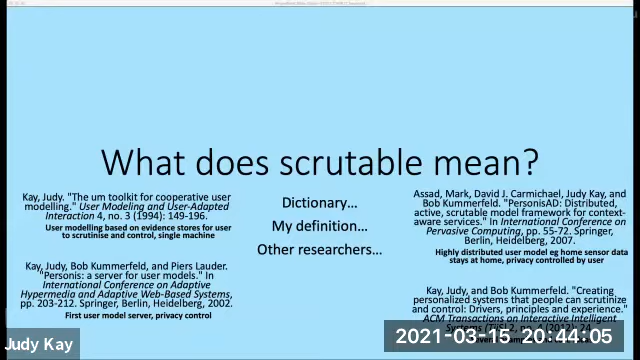 What does scrutable mean?
Kay, Judy. "The um toolkit for cooperative user
modelling." User Modeling and User-Adapted
Interaction 4, no. 3 (1994): 149-196.
User modelling based on evidence stores for user
to scrutinise and control, single machine
Kay, Judy, Bob Kummerfeld, and Piers Lauder.
"Personis: a server for user models." In
International Conference on Adaptive
Hypermedia and Adaptive Web-Based Systems,
pp. 203-212. Springer, Berlin, Heidelberg, 2002.
First user model server, privacy control
Dictionary...
My definition...
Other researchers...
Assad, Mark, David J. Carmichael, Judy Kay, and
Bob Kummerfeld. "PersonisAD: Distributed,
active, scrutable model framework for context-
aware services." In International Conference on
Pervasive Computing, pp. 55-72. Springer,
Berlin, Heidelberg, 2007.
Highly distributed user model eg home sensor data
stays at home, privacy controlled by user
Kay, Judy, and Bob Kummerfeld. "Creating
personalized systems that people can scrutinize
and control: Drivers, principles and experience."
ACM Transactions on Interactive Intelligent
Systems (TiiS) 2, no. 4 (2012): 24
Judy Kay
2021-03-15 20:44:05